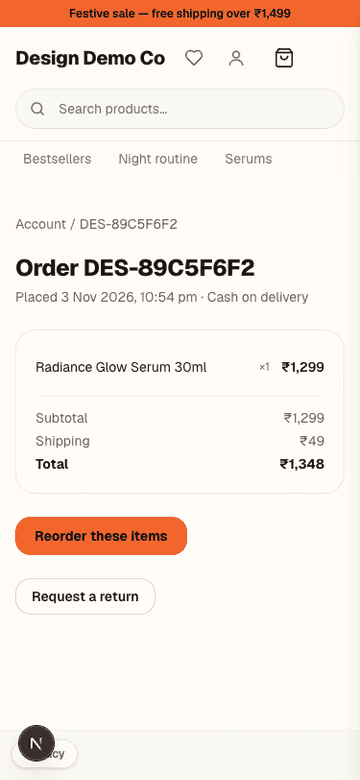 Festive sale — free shipping over ₹1,499
Design Demo Co
Search products...
Bestsellers Night routine Serums
Account / DES-89C5F6F2
Order DES-89C5F6F2
Placed 3 Nov 2026, 10:54 pm · Cash on delivery
Radiance Glow Serum 30ml ×1 ₹1,299
Subtotal ₹1,299
Shipping ₹49
Total ₹1,348
Reorder these items
Request a return
N